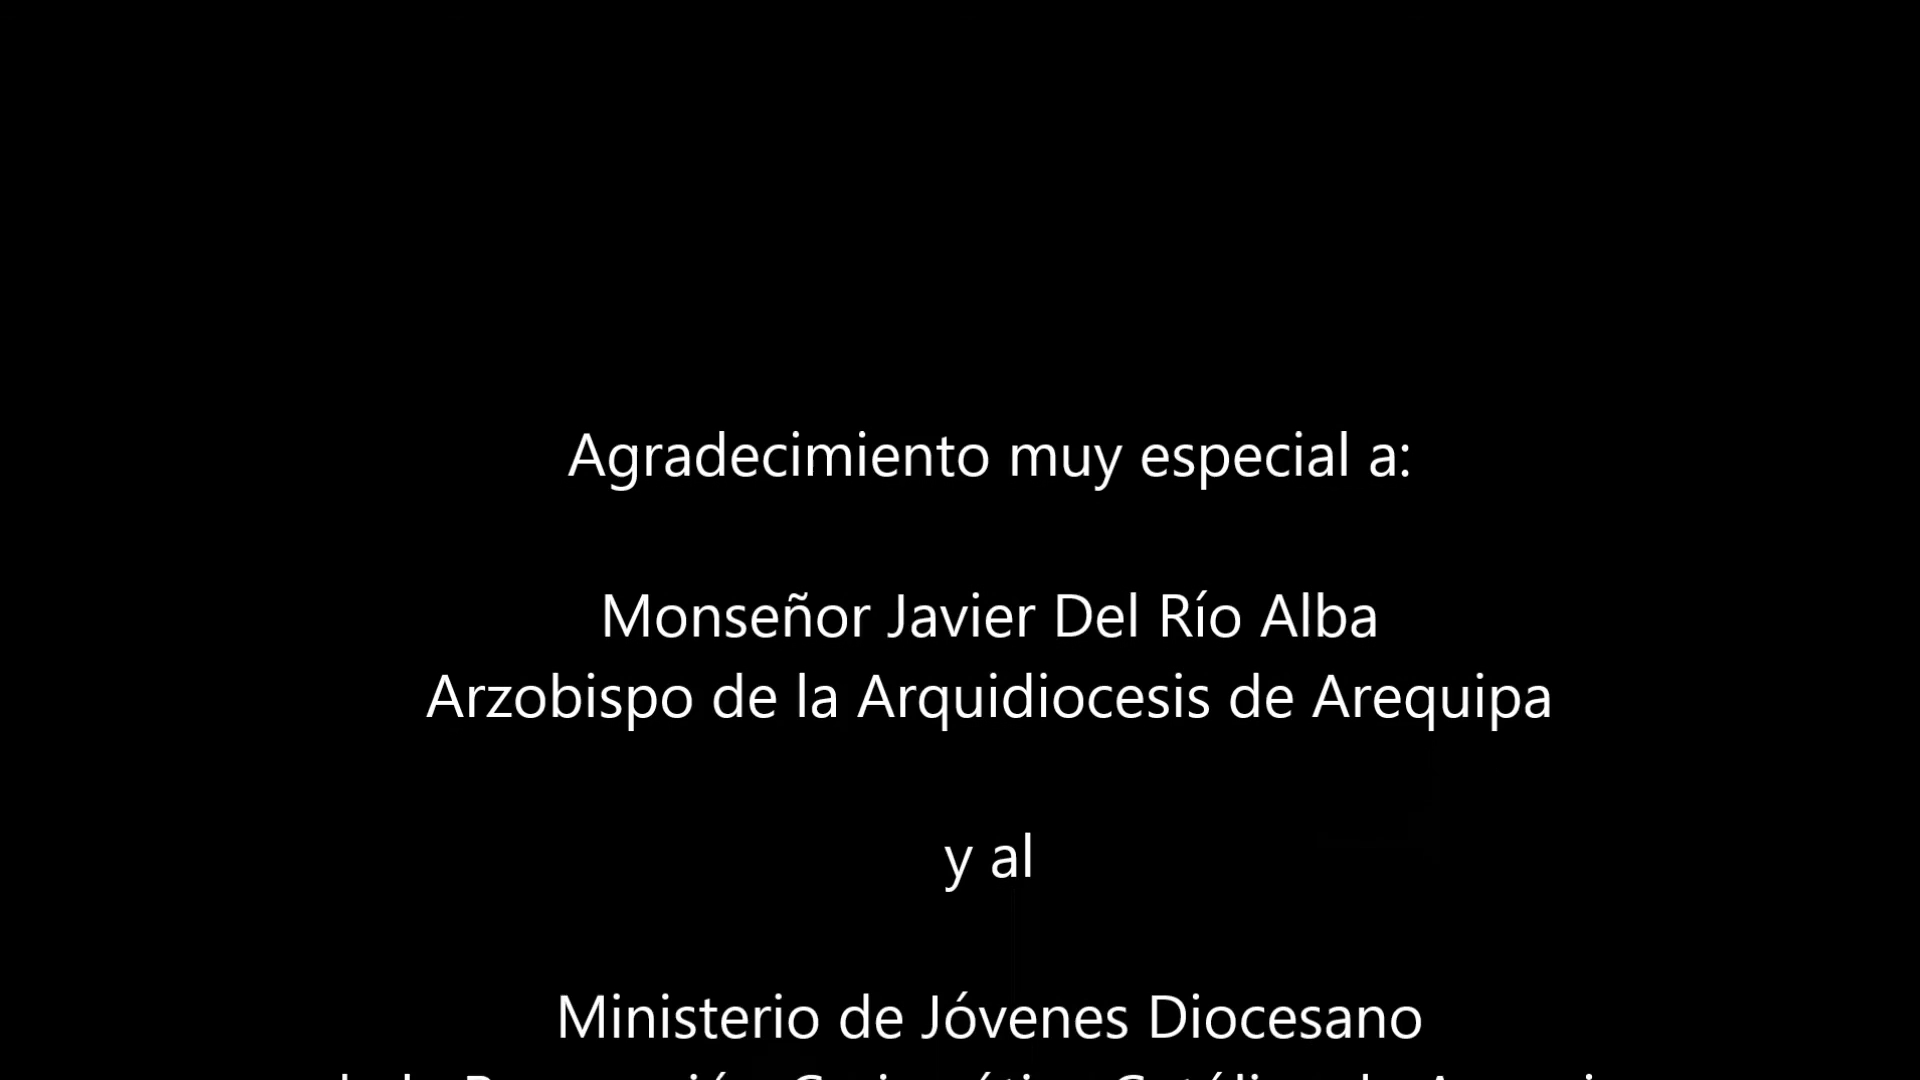 Agradecimiento muy especial a:
Monseñor Javier Del Río Alba
Arzobispo de la Arquidiocesis de Arequipa
y al
Ministerio de Jóvenes Diocesano